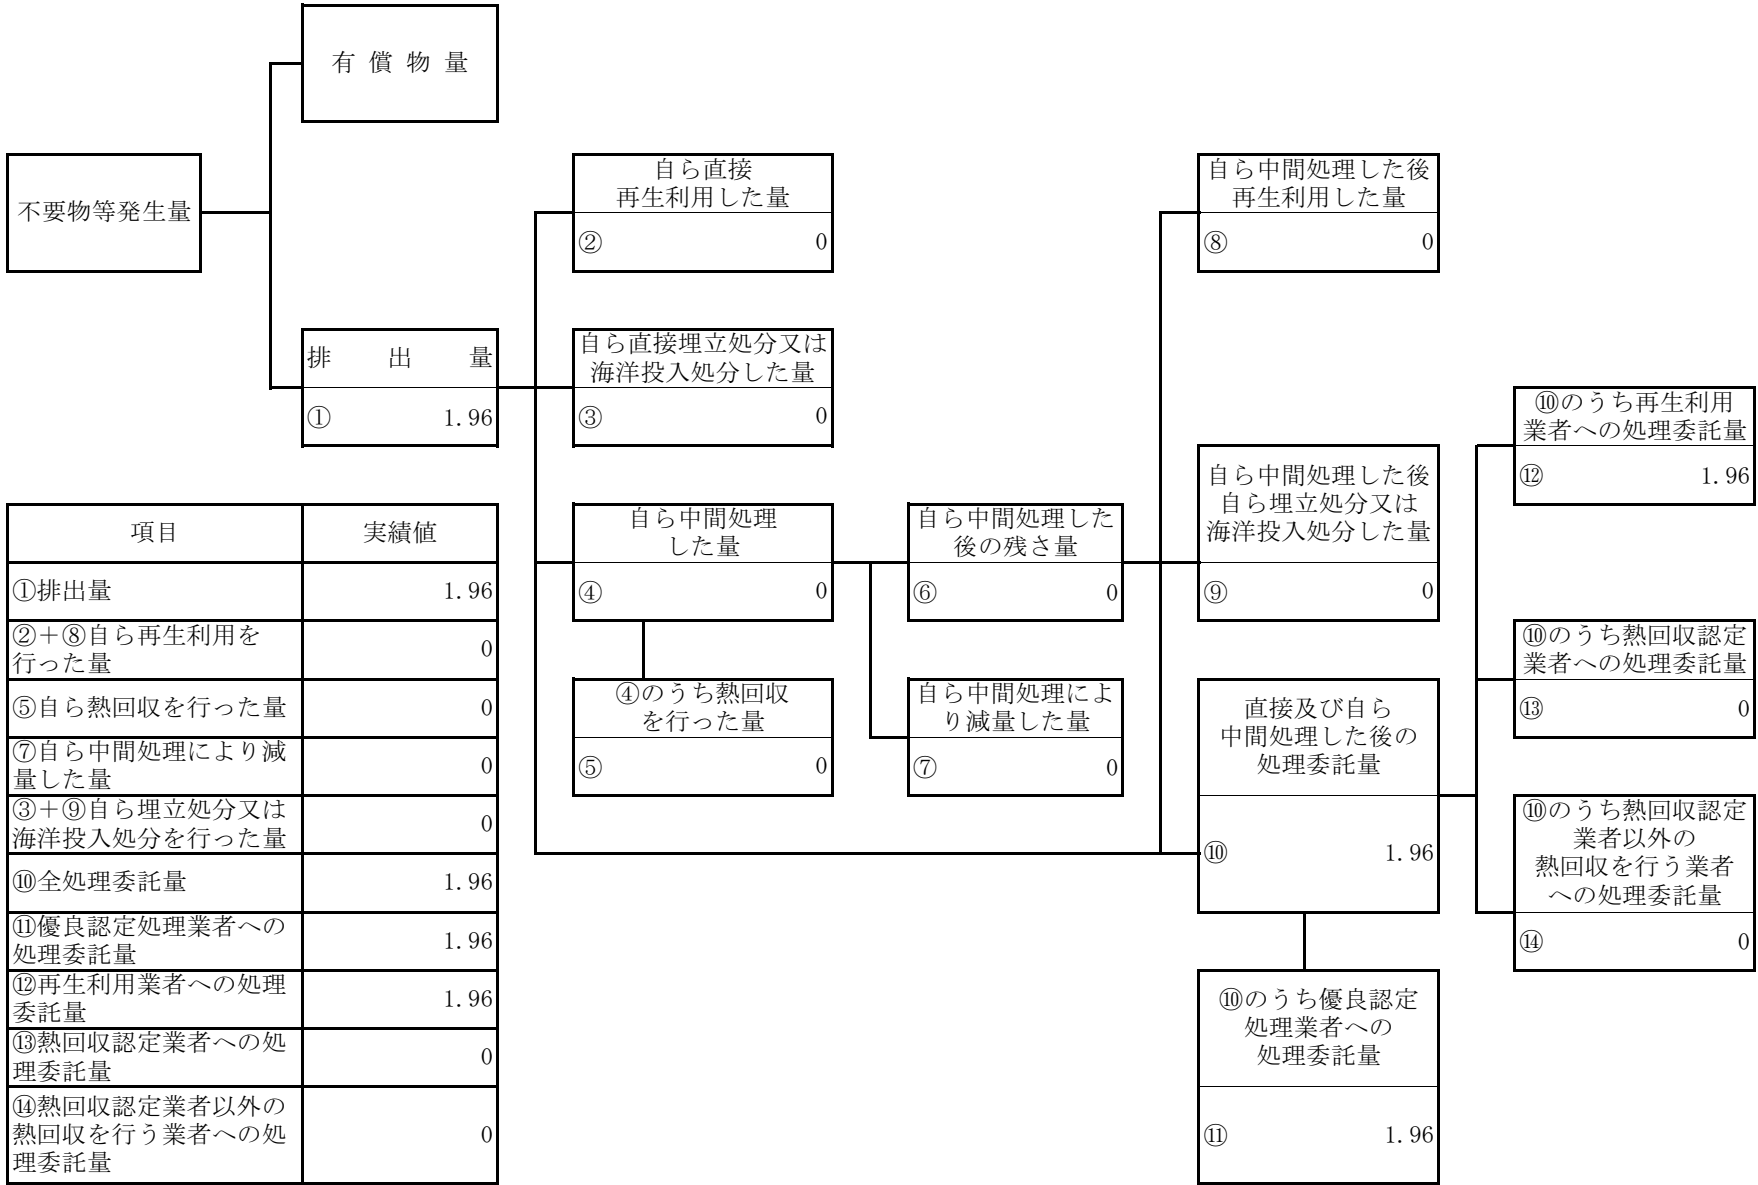 有償物量
不要物等発生量
排出量
① 1.96
自ら直接
再生利用した量
② 0
自ら直接埋立処分又は
海洋投入処分した量
③ 0
自ら中間処理
した量
④ 0
④のうち熱回収
を行った量
⑤ 0
自ら中間処理した
後の残さ量
⑥ 0
自ら中間処理によ
り減量した量
⑦ 0
自ら中間処理した後
再生利用した量
⑧ 0
自ら中間処理した後
自ら埋立処分又は
海洋投入処分した量
⑨ 0
直接及び自ら
中間処理した後の
処理委託量
⑩ 1.96
⑩のうち優良認定
処理業者への
処理委託量
⑪ 1.96
⑩のうち再生利用
業者への処理委託量
⑫ 1.96
⑩のうち熱回収認定
業者への処理委託量
⑬ 0
⑩のうち熱回収認定
業者以外の
熱回収を行う業者
への処理委託量
⑭ 0
項目 実績値
①排出量 1.96
②＋⑧自ら再生利用を
行った量 0
⑤自ら熱回収を行った量 0
⑦自ら中間処理により減
量した量 0
③＋⑨自ら埋立処分又は
海洋投入処分を行った量 0
⑩全処理委託量 1.96
⑪優良認定処理業者への
処理委託量 1.96
⑫再生利用業者への処理
委託量 1.96
⑬熱回収認定業者への処
理委託量 0
⑭熱回収認定業者以外の
熱回収を行う業者への処
理委託量 0